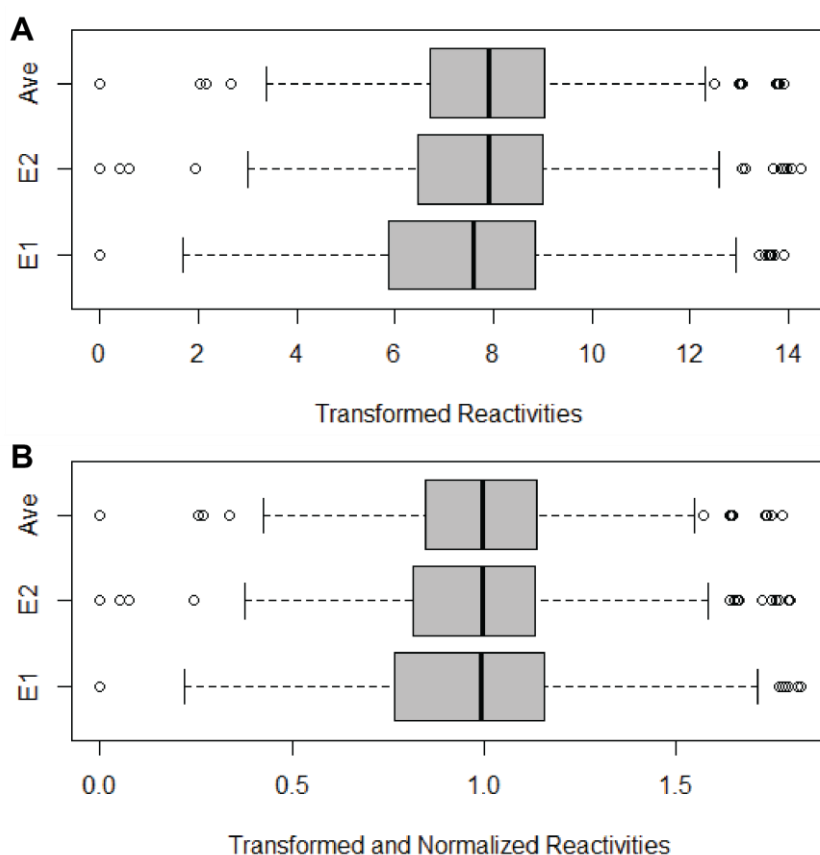 A
Ave
E2
E1
0 2 4 6 8 10 12 14
Transformed Reactivities
B
Ave
E2
E1
0.0 0.5 1.0 1.5
Transformed and Normalized Reactivities